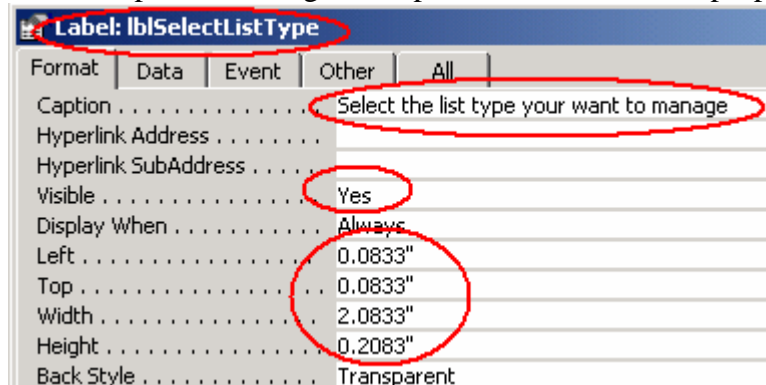 Label: lblSelectListType
Format Data Event Other All
Caption . . . . . . . . . . . . . . . Select the list type your want to manage
Hyperlink Address . . . . . . . .
Hyperlink SubAddress . . . . .
Visible . . . . . . . . . . . . . . . . . Yes
Display When . . . . . . . . . . . Always
Left . . . . . . . . . . . . . . . . . . . 0.0833"
Top . . . . . . . . . . . . . . . . . . . 0.0833"
Width . . . . . . . . . . . . . . . . . 2.0833"
Height . . . . . . . . . . . . . . . . . 0.2083"
Back Style . . . . . . . . . . . . . . Transparent